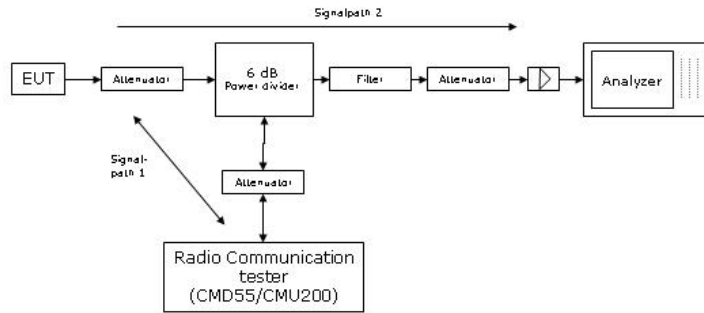 Signalpath 2
EUT
Attenuator
6 dB
Power divider
Filter
Attenuator
Analyzer
Signal-
path 1
Attenuator
Radio Communication
tester
(CMD55/CMU200)